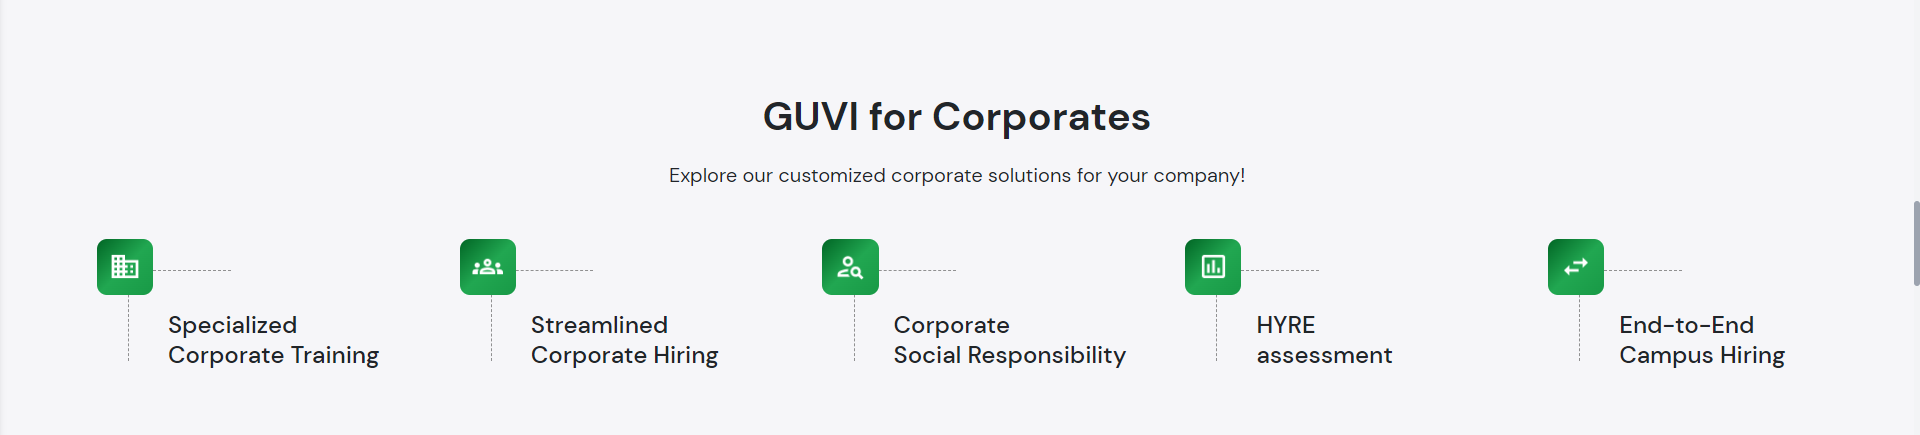 GUVI for Corporates
Explore our customized corporate solutions for your company!
Specialized
Corporate Training
Streamlined
Corporate Hiring
Corporate
Social Responsibility
HYRE
assessment
End-to-End
Campus Hiring